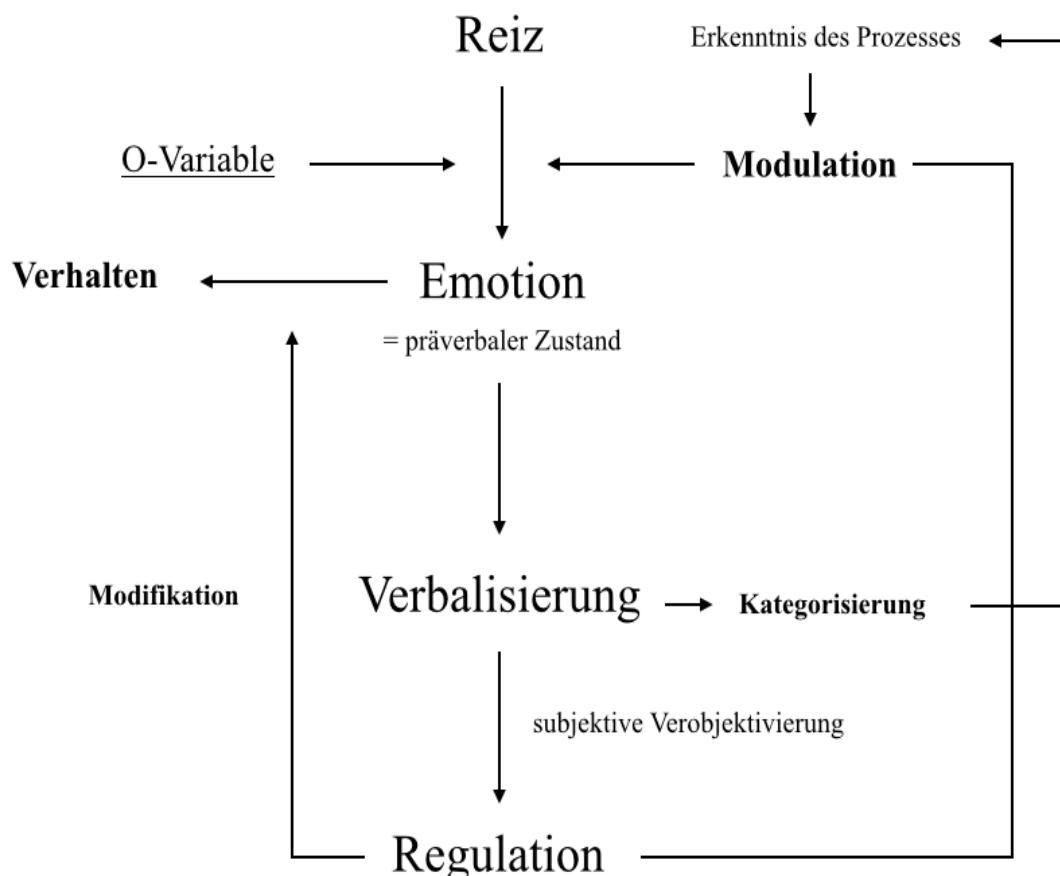 Reiz
Erkenntnis des Prozesses
O-Variable
Modulation
Verhalten
Emotion
= präverbaler Zustand
Modifikation
Verbalisierung
Kategorisierung
subjektive Verobjektivierung
Regulation